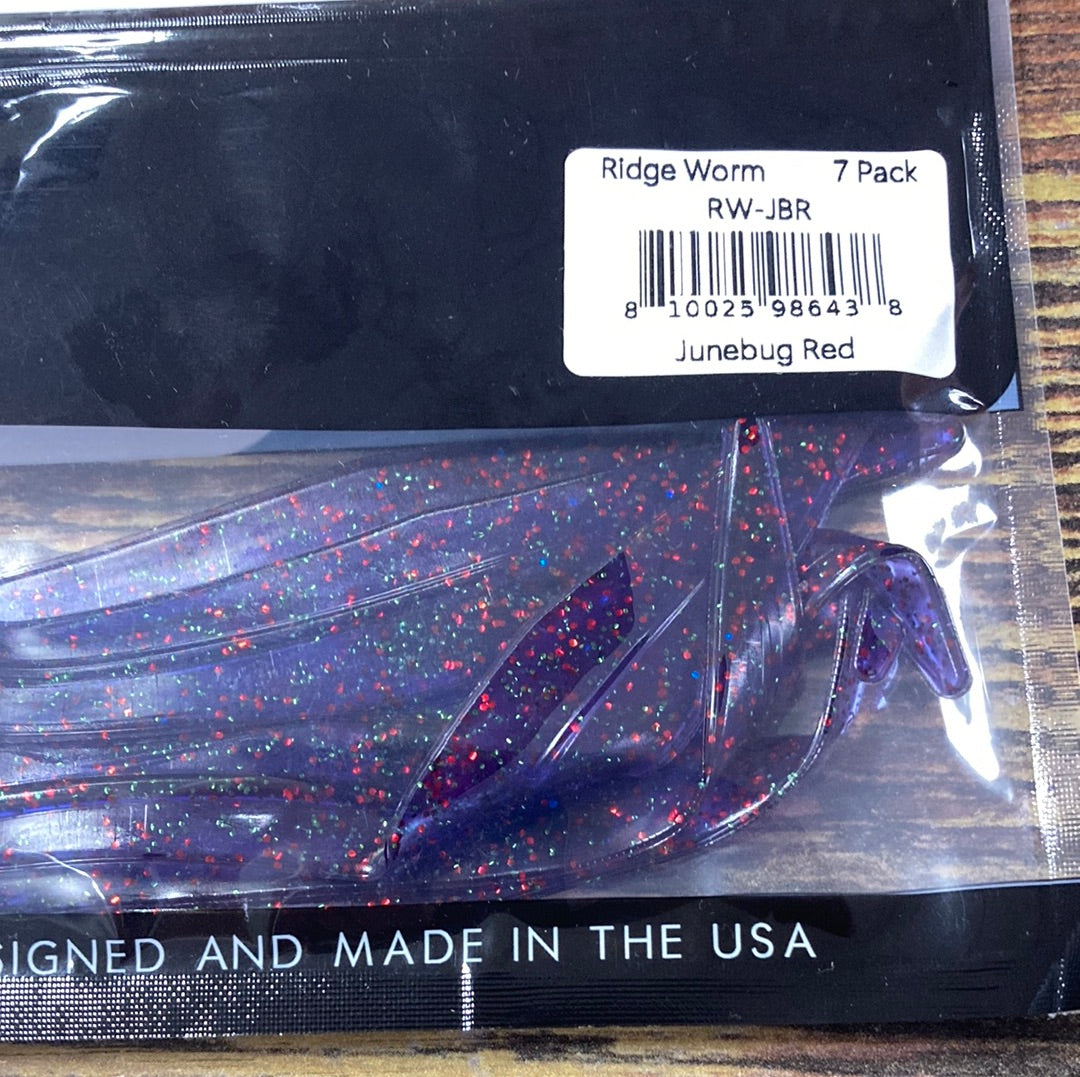 Ridge Worm 7 Pack
RW-JBR
8 10025 98643 8
Junebug Red
SIGNED AND MADE IN THE USA